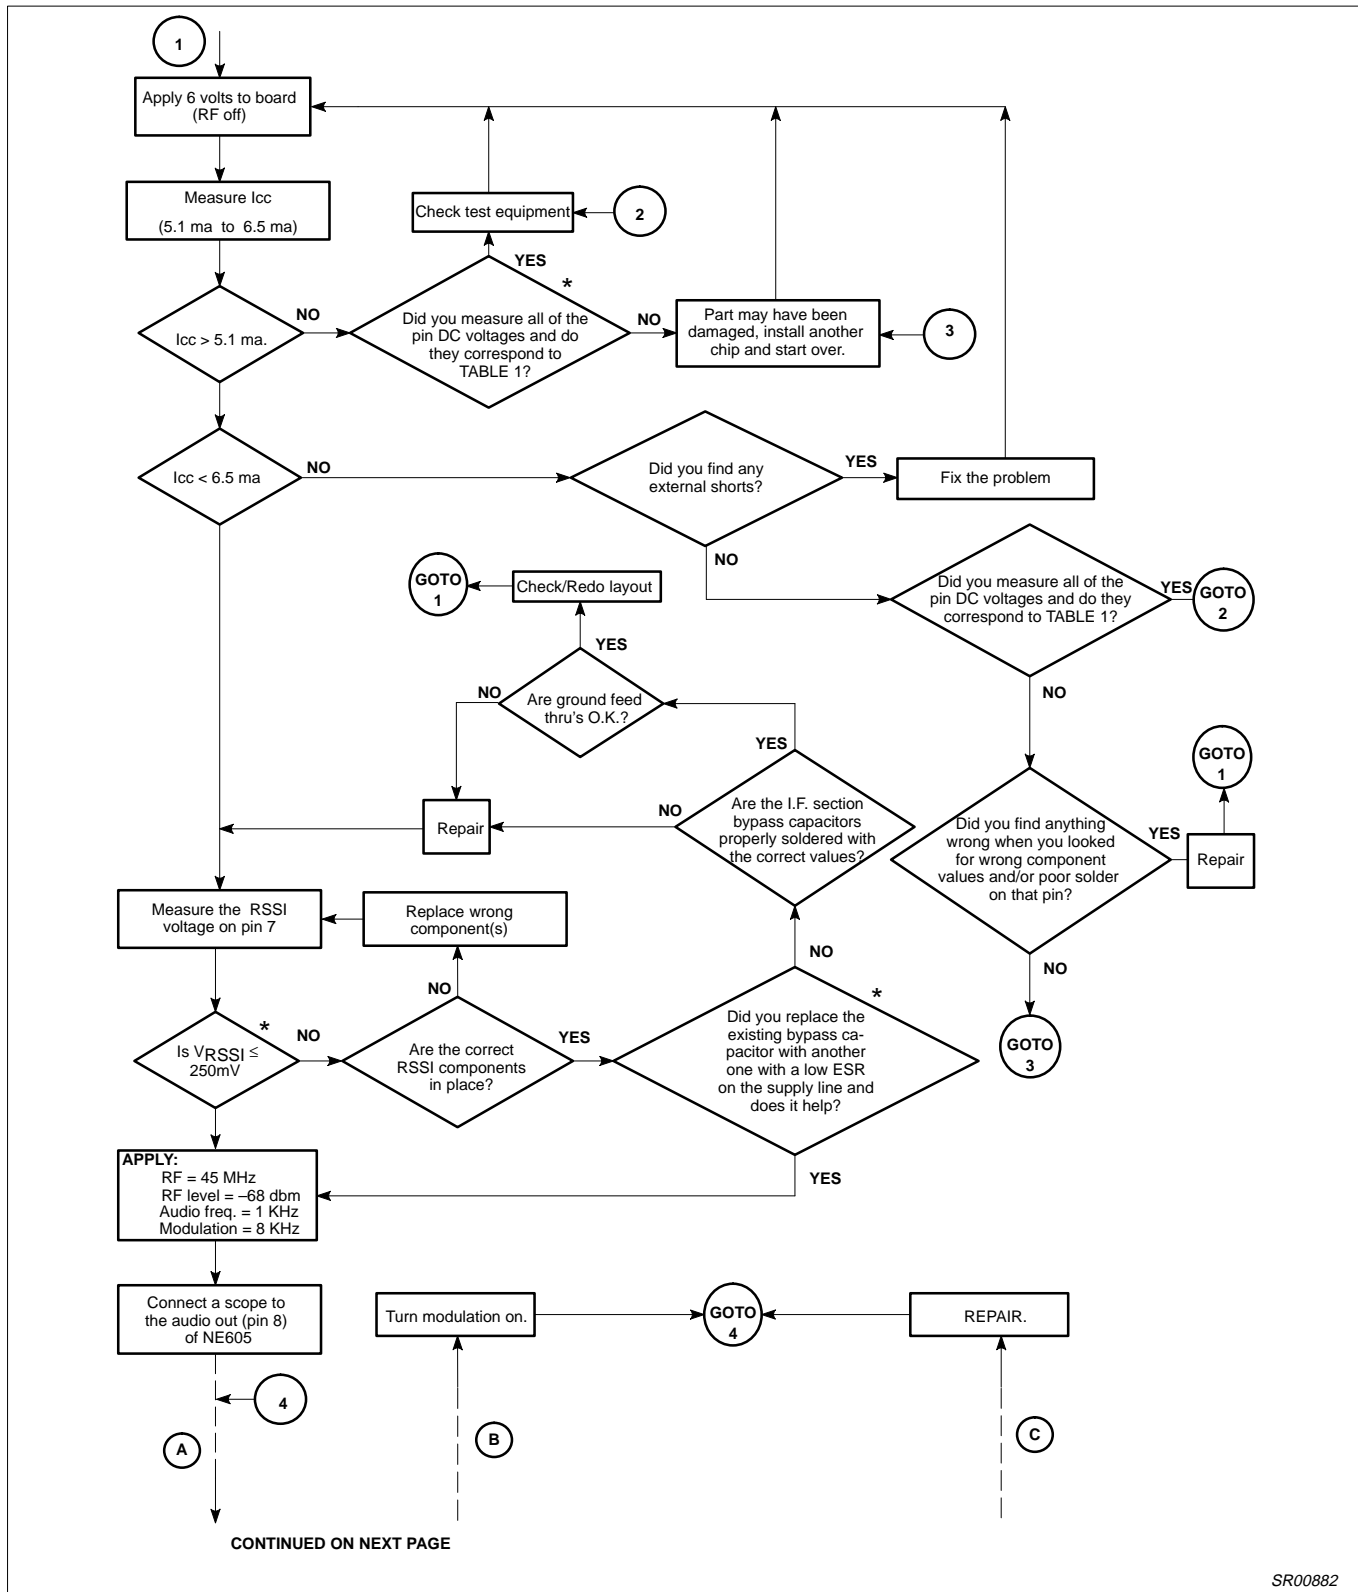 1
Apply 6 volts to board
(RF off)
Measure Icc
(5.1 ma to 6.5 ma)
Check test equipment
2
YES
*
Icc > 5.1 ma.
NO
Did you measure all of the
pin DC voltages and do
they correspond to
TABLE 1?
NO
Part may have been
damaged, install another
chip and start over.
3
Icc < 6.5 ma
NO
Did you find any
external shorts?
YES
Fix the problem
NO
GOTO
1
Check/Redo layout
Did you measure all of the
pin DC voltages and do they
correspond to TABLE 1?
YES
GOTO
2
YES
NO
Are ground feed
thru's O.K.?
NO
YES
GOTO
1
Repair
NO
Are the I.F. section
bypass capacitors
properly soldered with
the correct values?
Did you find anything
wrong when you looked
for wrong component
values and/or poor solder
on that pin?
YES
Repair
Measure the RSSI
voltage on pin 7
Replace wrong
component(s)
NO
NO
NO
*
Is VRSSI ≤
250mV
*
NO
Are the correct
RSSI components
in place?
YES
Did you replace the
existing bypass ca-
pacitor with another
one with a low ESR
on the supply line and
does it help?
GOTO
3
YES
APPLY:
RF = 45 MHz
RF level = –68 dbm
Audio freq. = 1 KHz
Modulation = 8 KHz
Connect a scope to
the audio out (pin 8)
of NE605
Turn modulation on.
GOTO
4
REPAIR.
4
A
B
C
CONTINUED ON NEXT PAGE
SR00882